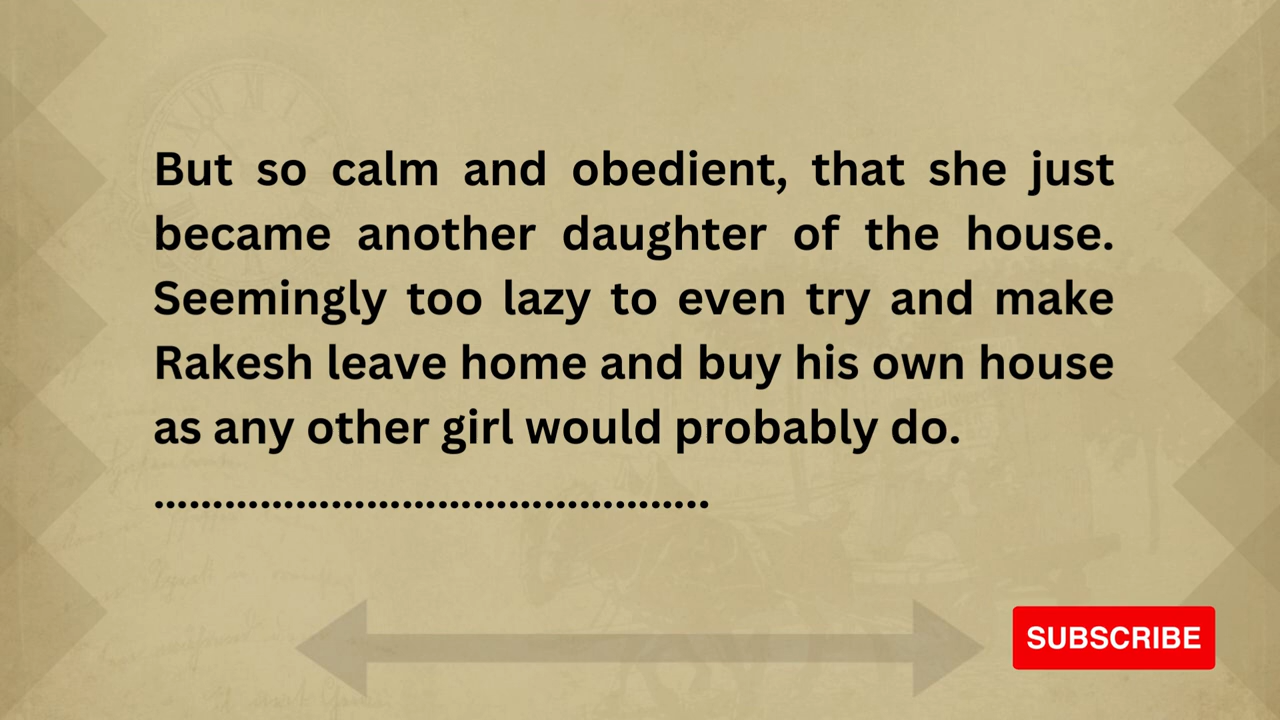 But so calm and obedient, that she just
became another daughter of the house.
Seemingly too lazy to even try and make
Rakesh leave home and buy his own house
as any other girl would probably do.
................................................
SUBSCRIBE